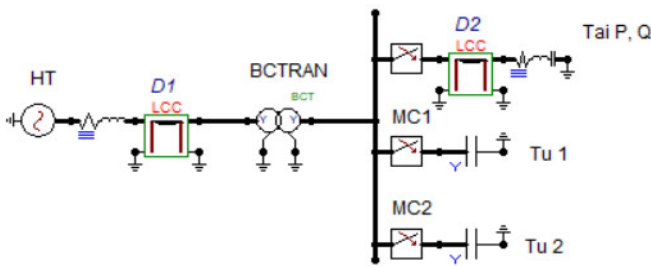 HT
D1
LCC
BCTRAN
BCT
Y
Y
D2
LCC
Tai P, Q
MC1
Y
Tu 1
MC2
Y
Tu 2